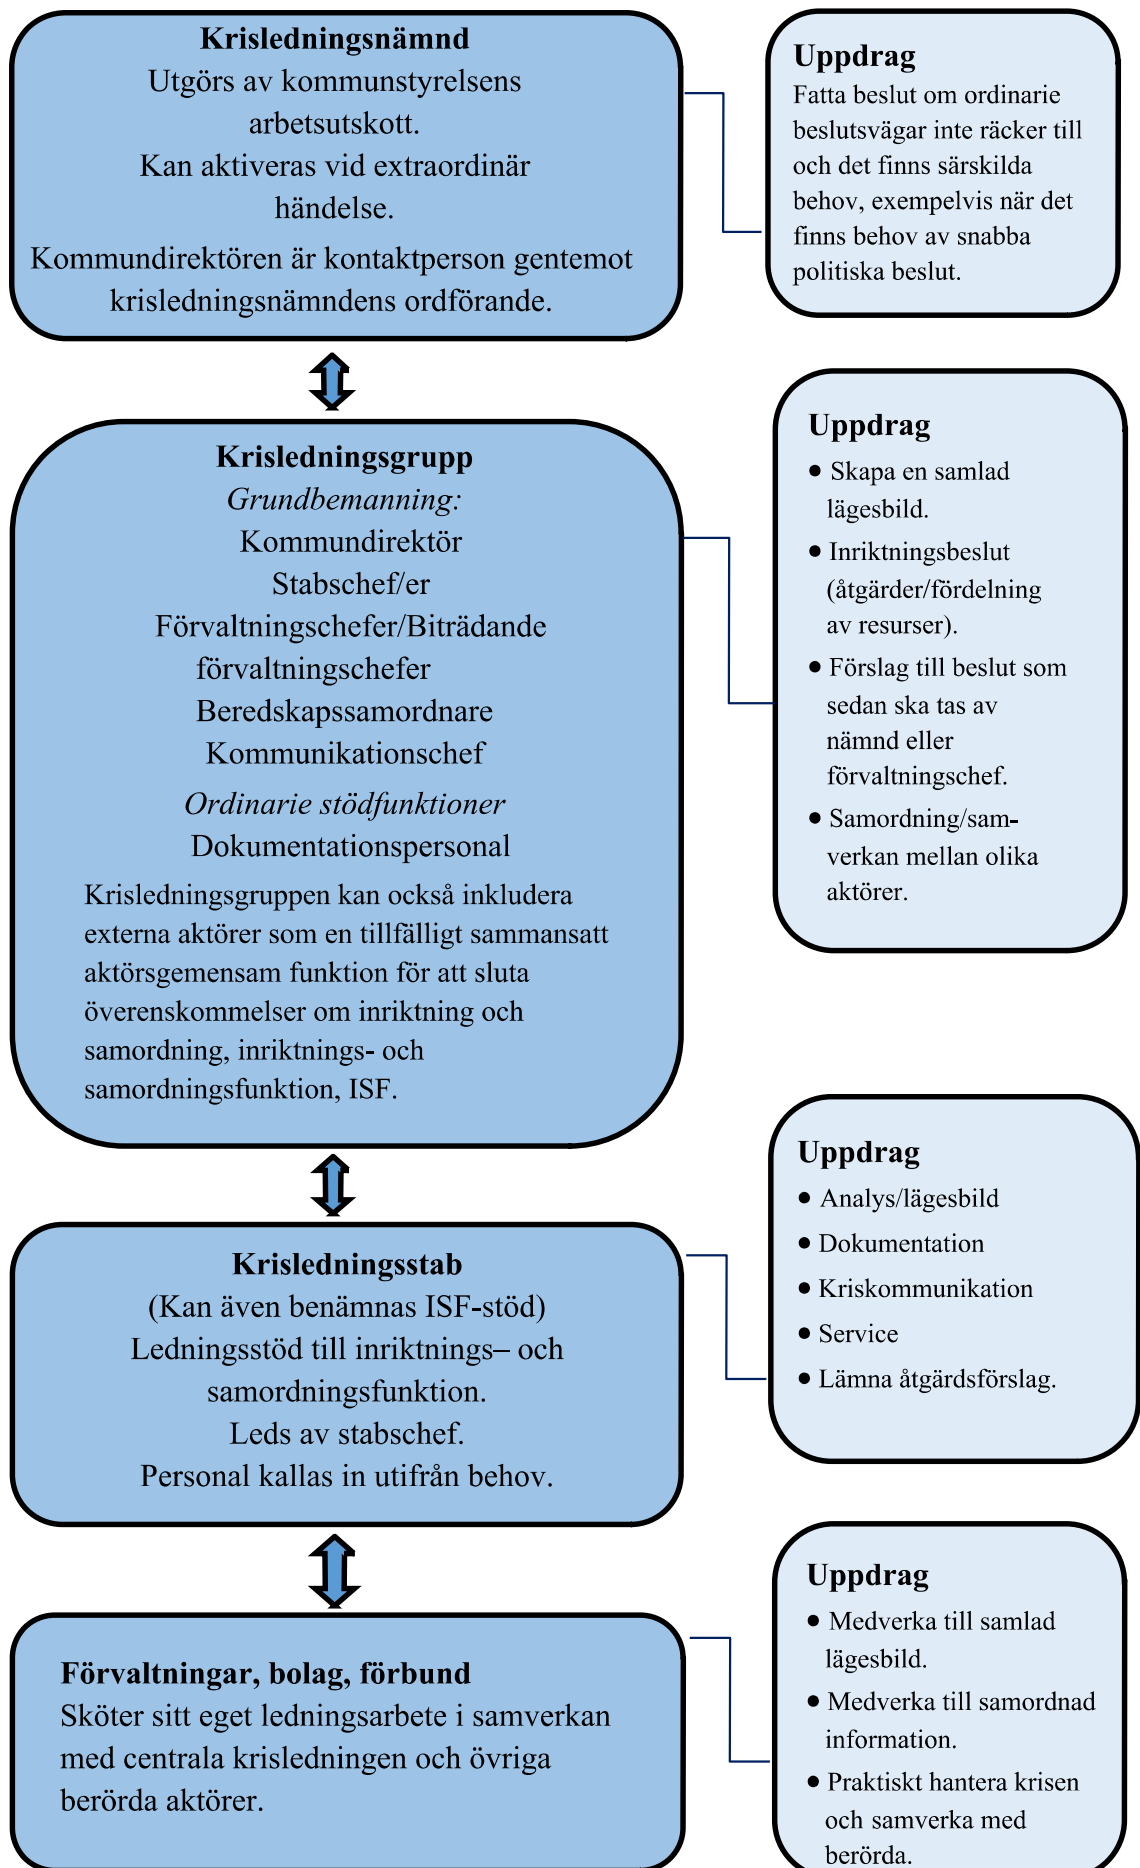 Krisledningsnämnd
Utgörs av kommunstyrelsens
arbetsutskott.
Kan aktiveras vid extraordinär
händelse.
Kommundirektören är kontaktperson gentemot
krisledningsnämndens ordförande.
Uppdrag
Fatta beslut om ordinarie
beslutsvägar inte räcker till
och det finns särskilda
behov, exempelvis när det
finns behov av snabba
politiska beslut.
Krisledningsgrupp
Grundbemanning:
Kommundirektör
Stabschef/er
Förvaltningschefer/Biträdande
förvaltningschefer
Beredskapssamordnare
Kommunikationschef
Ordinarie stödfunktioner
Dokumentationspersonal
Krisledningsgruppen kan också inkludera
externa aktörer som en tillfälligt sammansatt
aktörsgemensam funktion för att sluta
överenskommelser om inriktning och
samordning, inriktnings- och
samordningsfunktion, ISF.
Uppdrag
• Skapa en samlad
lägesbild.
• Inriktningsbeslut
(åtgärder/fördelning
av resurser).
• Förslag till beslut som
sedan ska tas av
nämnd eller
förvaltningschef.
• Samordning/sam-
verkan mellan olika
aktörer.
Krisledningsstab
(Kan även benämnas ISF-stöd)
Ledningsstöd till inriktnings– och
samordningsfunktion.
Leds av stabschef.
Personal kallas in utifrån behov.
Uppdrag
• Analys/lägesbild
• Dokumentation
• Kriskommunikation
• Service
• Lämna åtgärdsförslag.
Förvaltningar, bolag, förbund
Sköter sitt eget ledningsarbete i samverkan
med centrala krisledningen och övriga
berörda aktörer.
Uppdrag
• Medverka till samlad
lägesbild.
• Medverka till samordnad
information.
• Praktiskt hantera krisen
och samverka med
berörda.